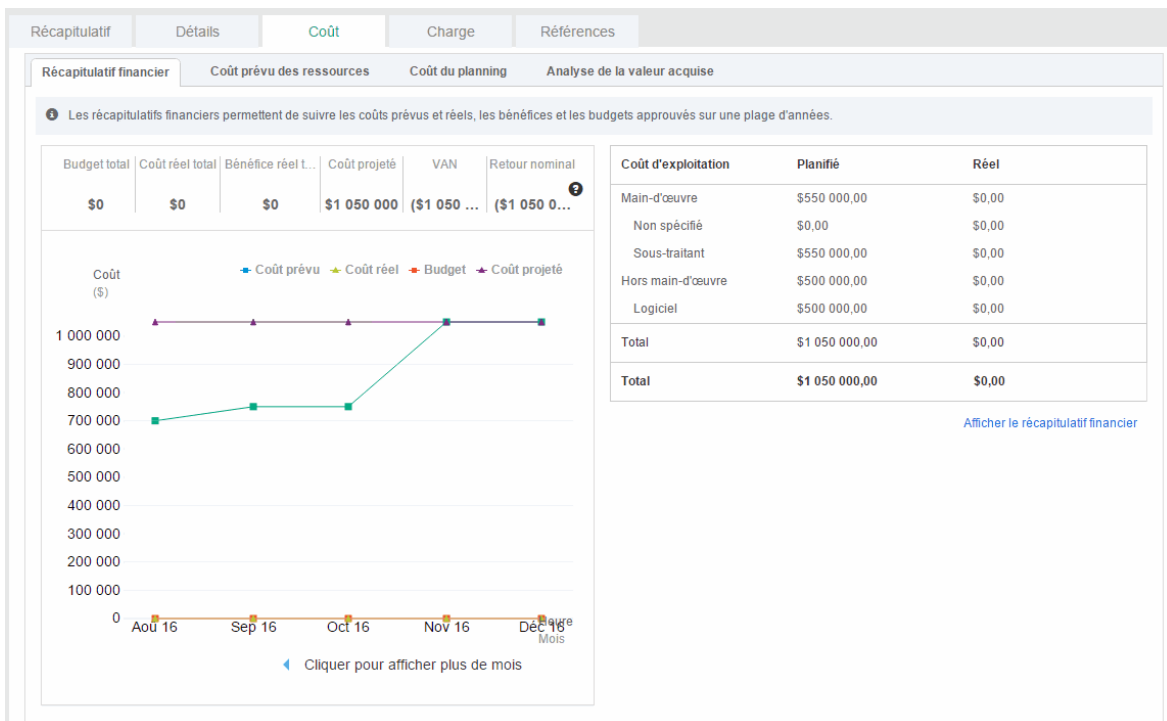 Récapitulatif Détails Coût Charge Références
Récapitulatif financier Coût prévu des ressources Coût du planning Analyse de la valeur acquise
Les récapitulatifs financiers permettent de suivre les coûts prévus et réels, les bénéfices et les budgets approuvés sur une plage d'années.
Budget total Coût réel total Bénéfice réel t... Coût projeté VAN Retour nominal
$0 $0 $0 $1 050 000 ($1 050 ... ($1 050 0...
Coût
($)
Coût prévu Coût réel Budget Coût projeté
1 000 000
900 000
800 000
700 000
600 000
500 000
400 000
300 000
200 000
100 000
0
Aoû 16 Sep 16 Oct 16 Nov 16 Déc 16
Heure
Mois
Cliquer pour afficher plus de mois
Coût d'exploitation Planifié Réel
Main-d'œuvre $550 000,00 $0,00
Non spécifié $0,00 $0,00
Sous-traitant $550 000,00 $0,00
Hors main-d'œuvre $500 000,00 $0,00
Logiciel $500 000,00 $0,00
Total $1 050 000,00 $0,00
Total $1 050 000,00 $0,00
Afficher le récapitulatif financier